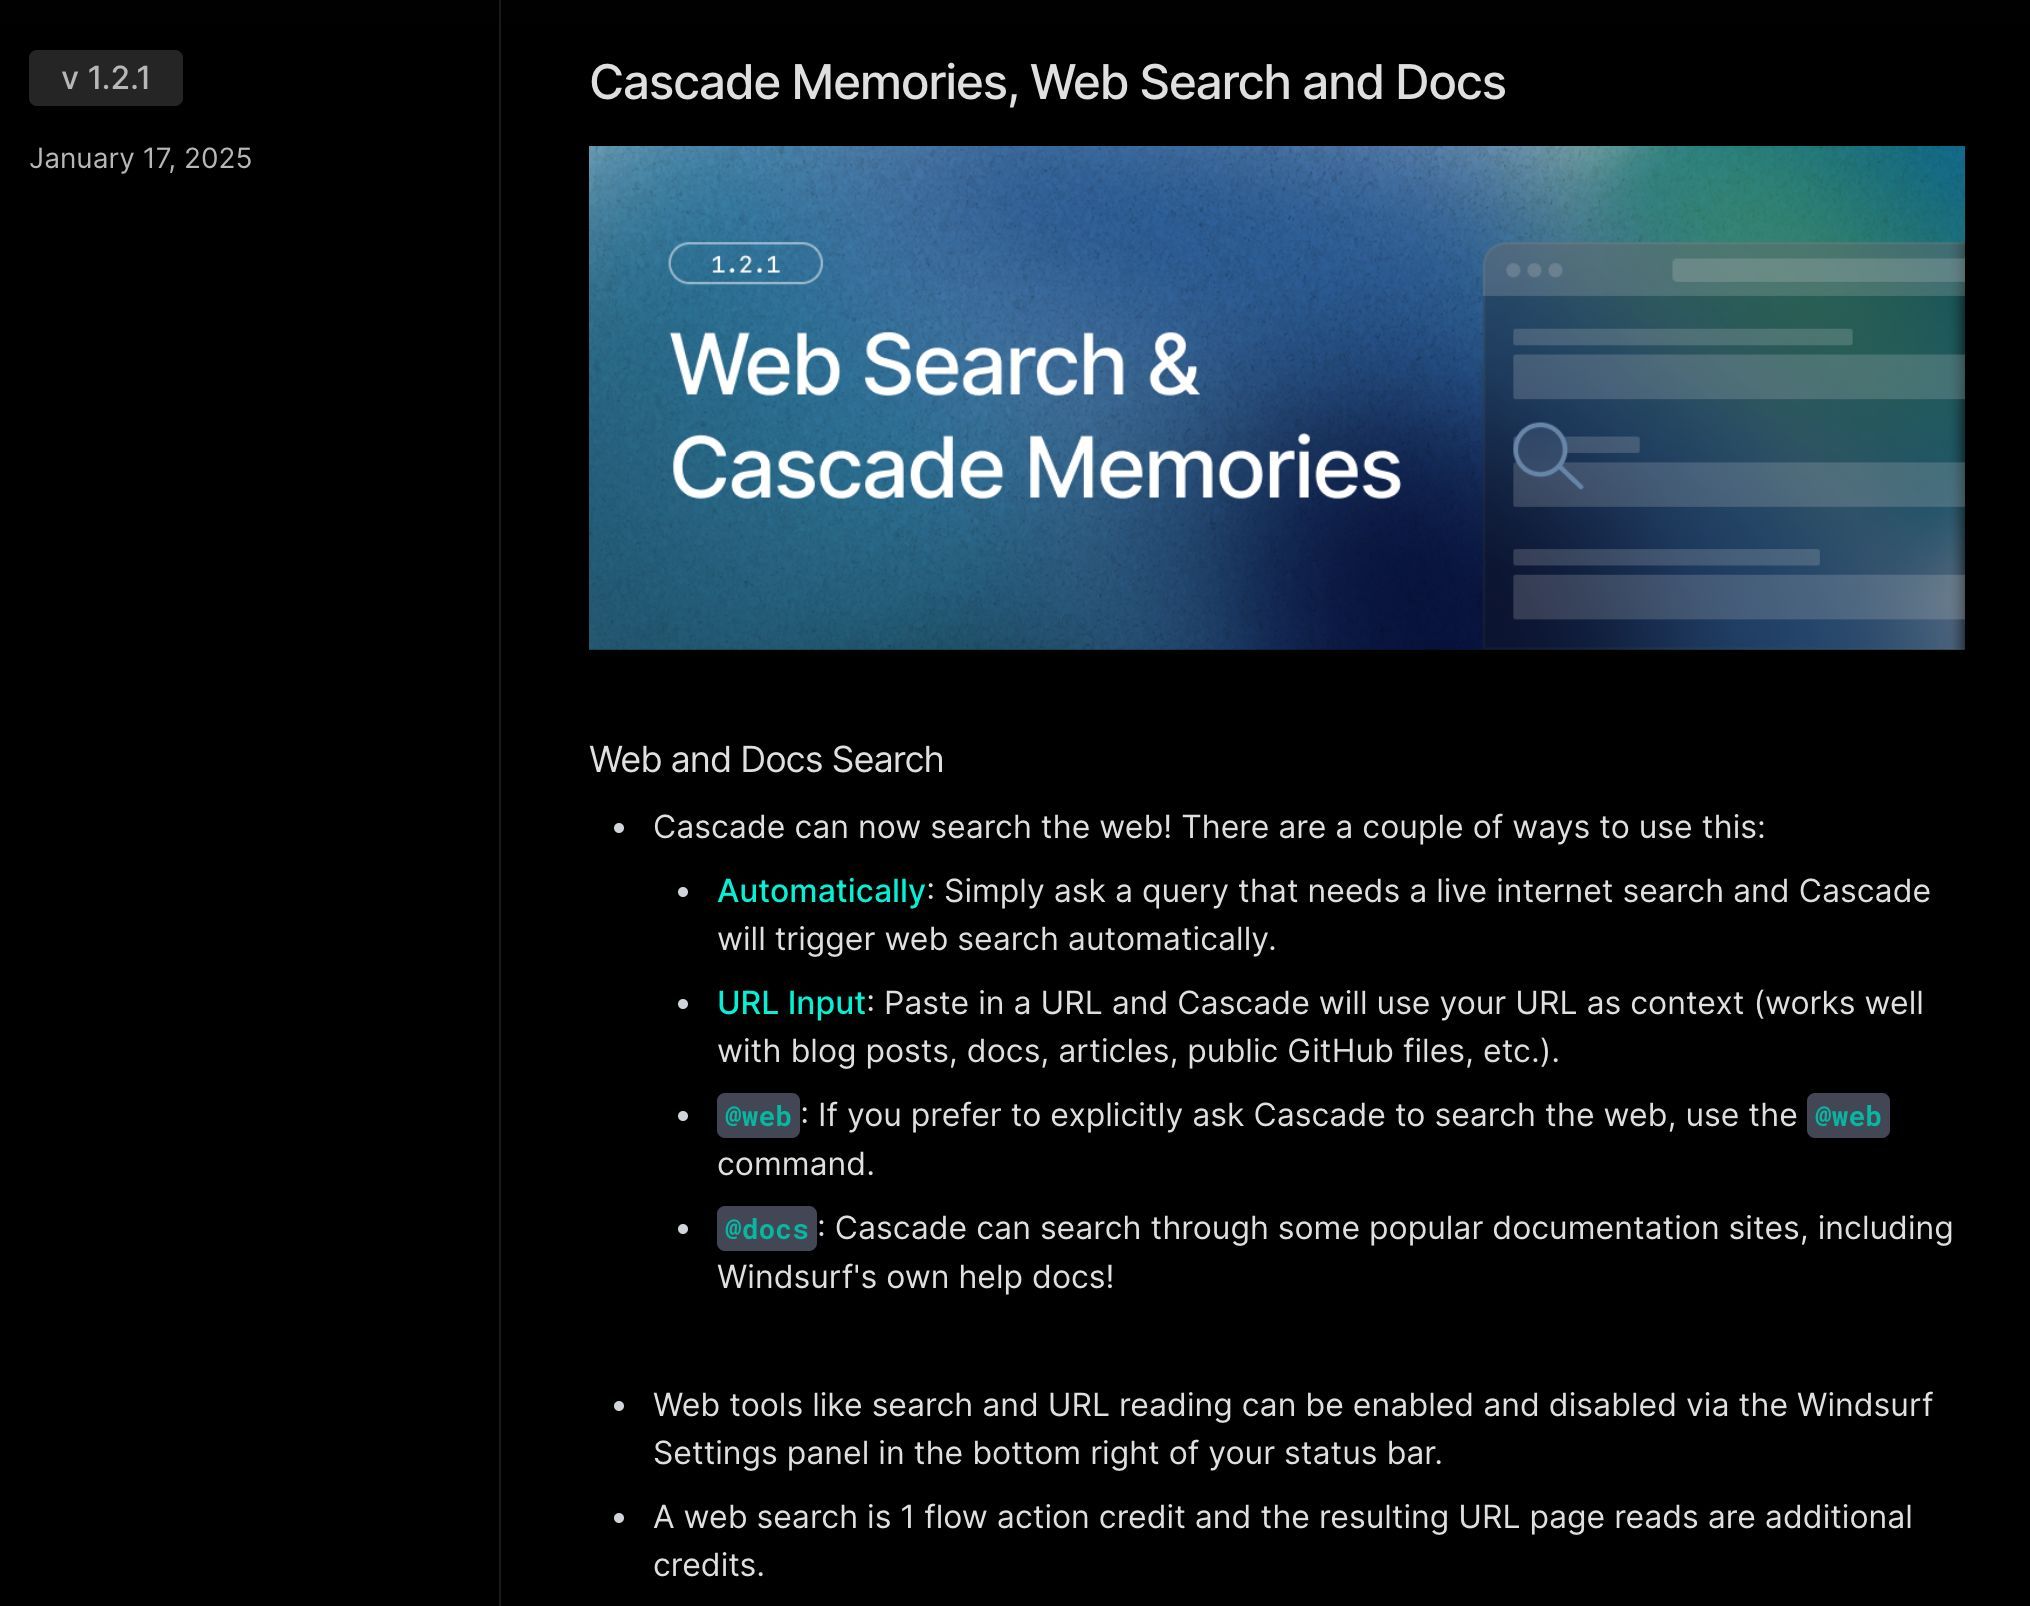 v 1.2.1
January 17, 2025
Cascade Memories, Web Search and Docs
1.2.1
Web Search &
Cascade Memories
Web and Docs Search
• Cascade can now search the web! There are a couple of ways to use this:
• Automatically: Simply ask a query that needs a live internet search and Cascade
will trigger web search automatically.
• URL Input: Paste in a URL and Cascade will use your URL as context (works well
with blog posts, docs, articles, public GitHub files, etc.).
• @web: If you prefer to explicitly ask Cascade to search the web, use the @web
command.
• @docs: Cascade can search through some popular documentation sites, including
Windsurf's own help docs!
• Web tools like search and URL reading can be enabled and disabled via the Windsurf
Settings panel in the bottom right of your status bar.
• A web search is 1 flow action credit and the resulting URL page reads are additional
credits.